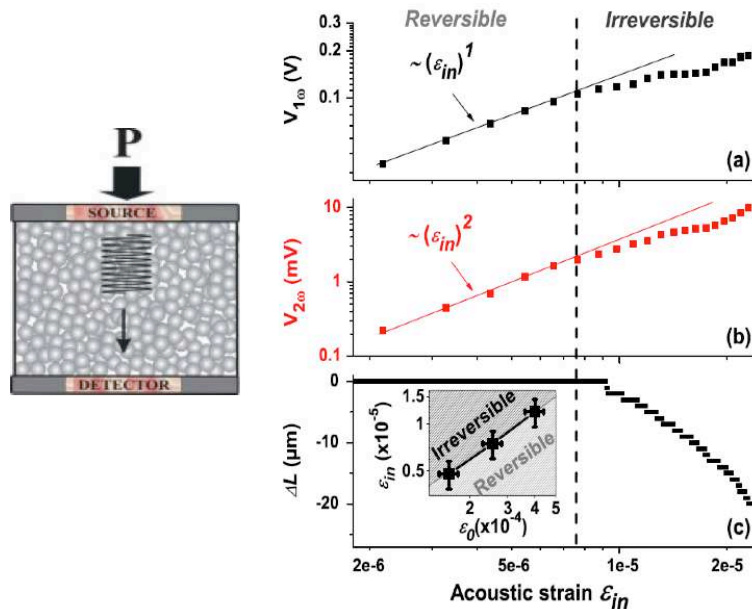 P
SOURCE
DETECTOR
Reversible
Irreversible
0.3
0.2
0.1
V1ω (V)
~(εin)1
(a)
10
1
0.1
V2ω (mV)
~(εin)2
(b)
0
-10
-20
ΔL (μm)
1.5
1
0.5
εin (x10-5)
Irreversible
Reversible
2
3
4
5
ε0(x10-4)
(c)
2e-6
5e-6
1e-5
2e-5
Acoustic strain εin